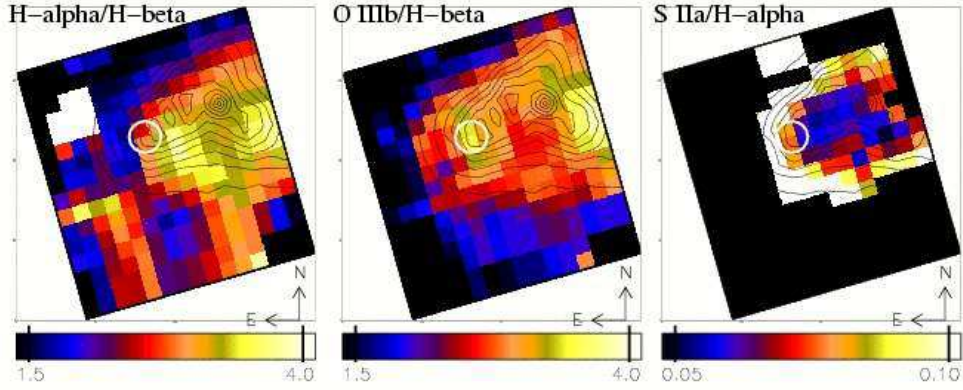 H-alpha/H-beta
O IIIb/H-beta
S IIa/H-alpha
N
E
N
E
N
E
1.5
4.0
1.5
4.0
0.05
0.10